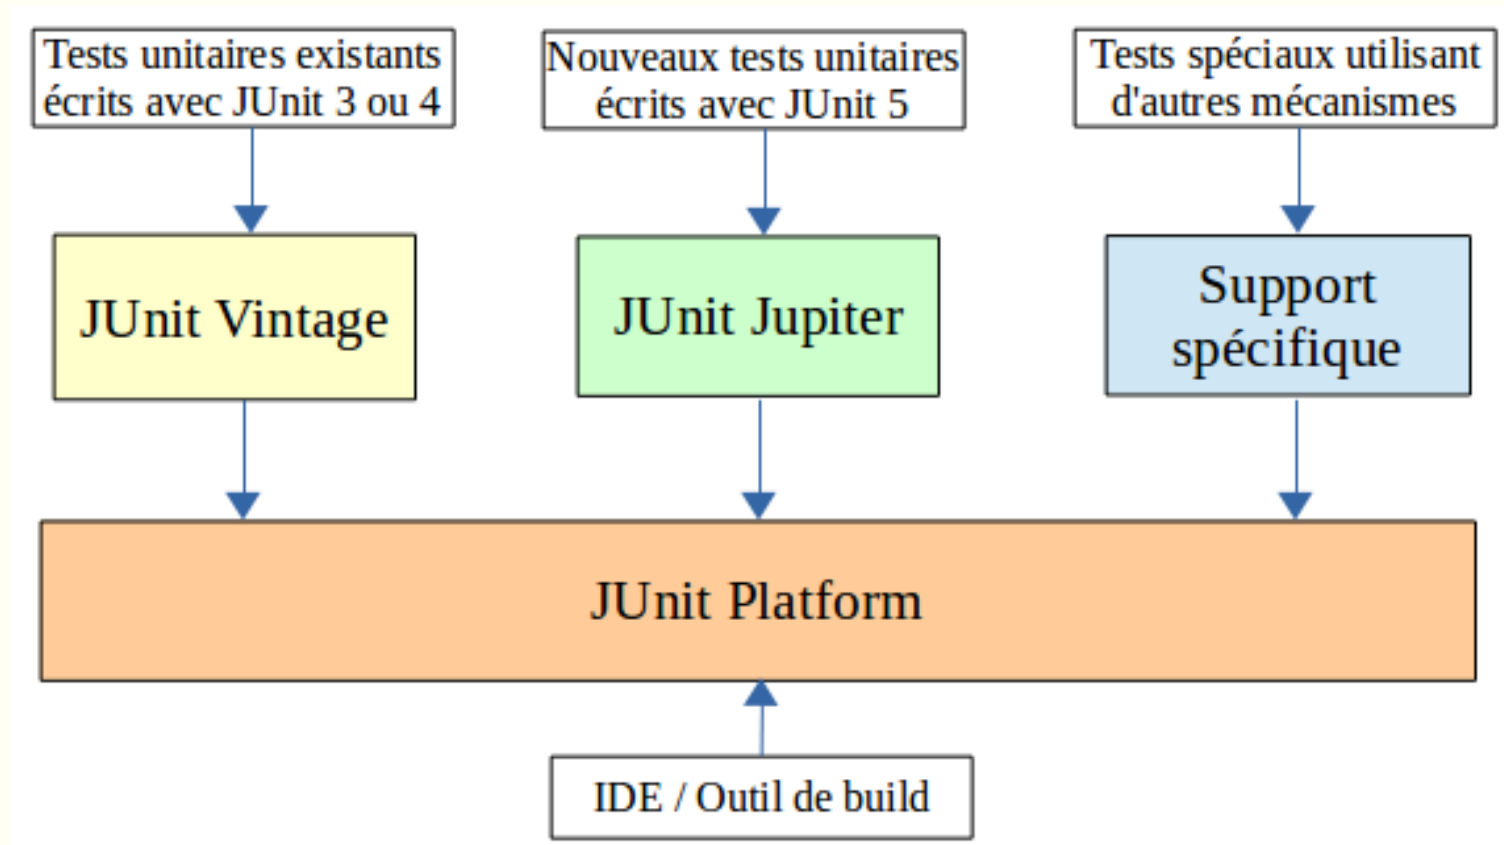 Tests unitaires existants
écrits avec JUnit 3 ou 4
Nouveaux tests unitaires
écrits avec JUnit 5
Tests spéciaux utilisant
d'autres mécanismes
JUnit Vintage
JUnit Jupiter
Support
spécifique
JUnit Platform
IDE / Outil de build